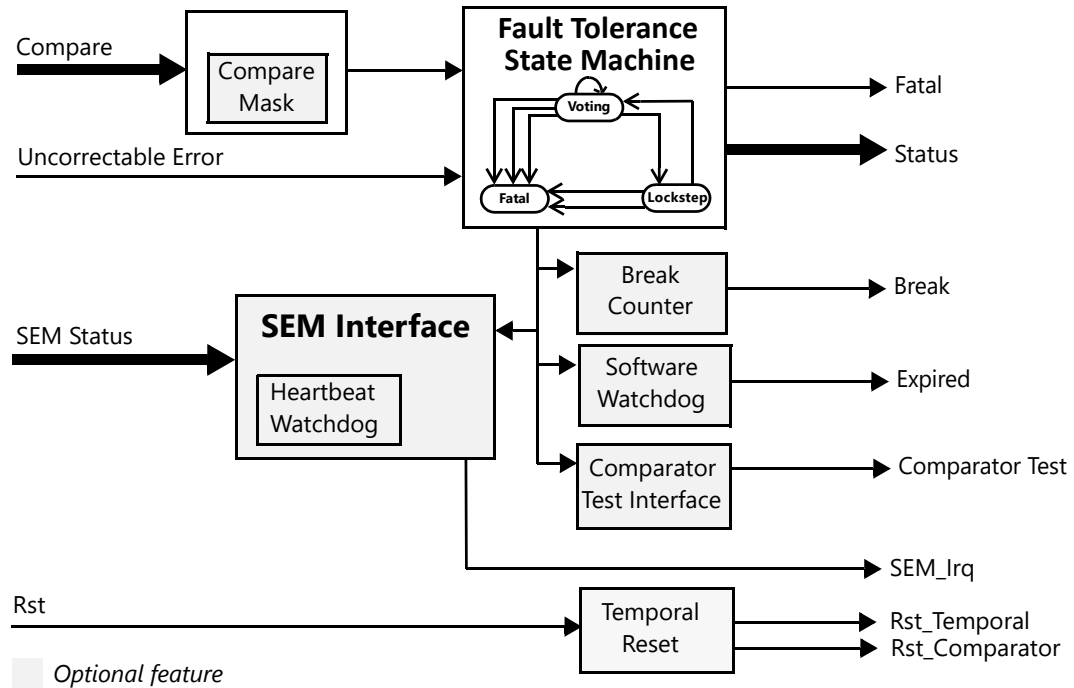 Fault Tolerance
State Machine
Compare
Compare
Mask
Voting
Fatal
Uncorrectable Error
Status
Fatal
Lockstep
Break
Counter
Break
SEM Interface
SEM Status
Software
Watchdog
Expired
Heartbeat
Watchdog
Comparator
Test Interface
Comparator Test
SEM_Irq
Rst
Temporal
Reset
Rst_Temporal
Rst_Comparator
Optional feature